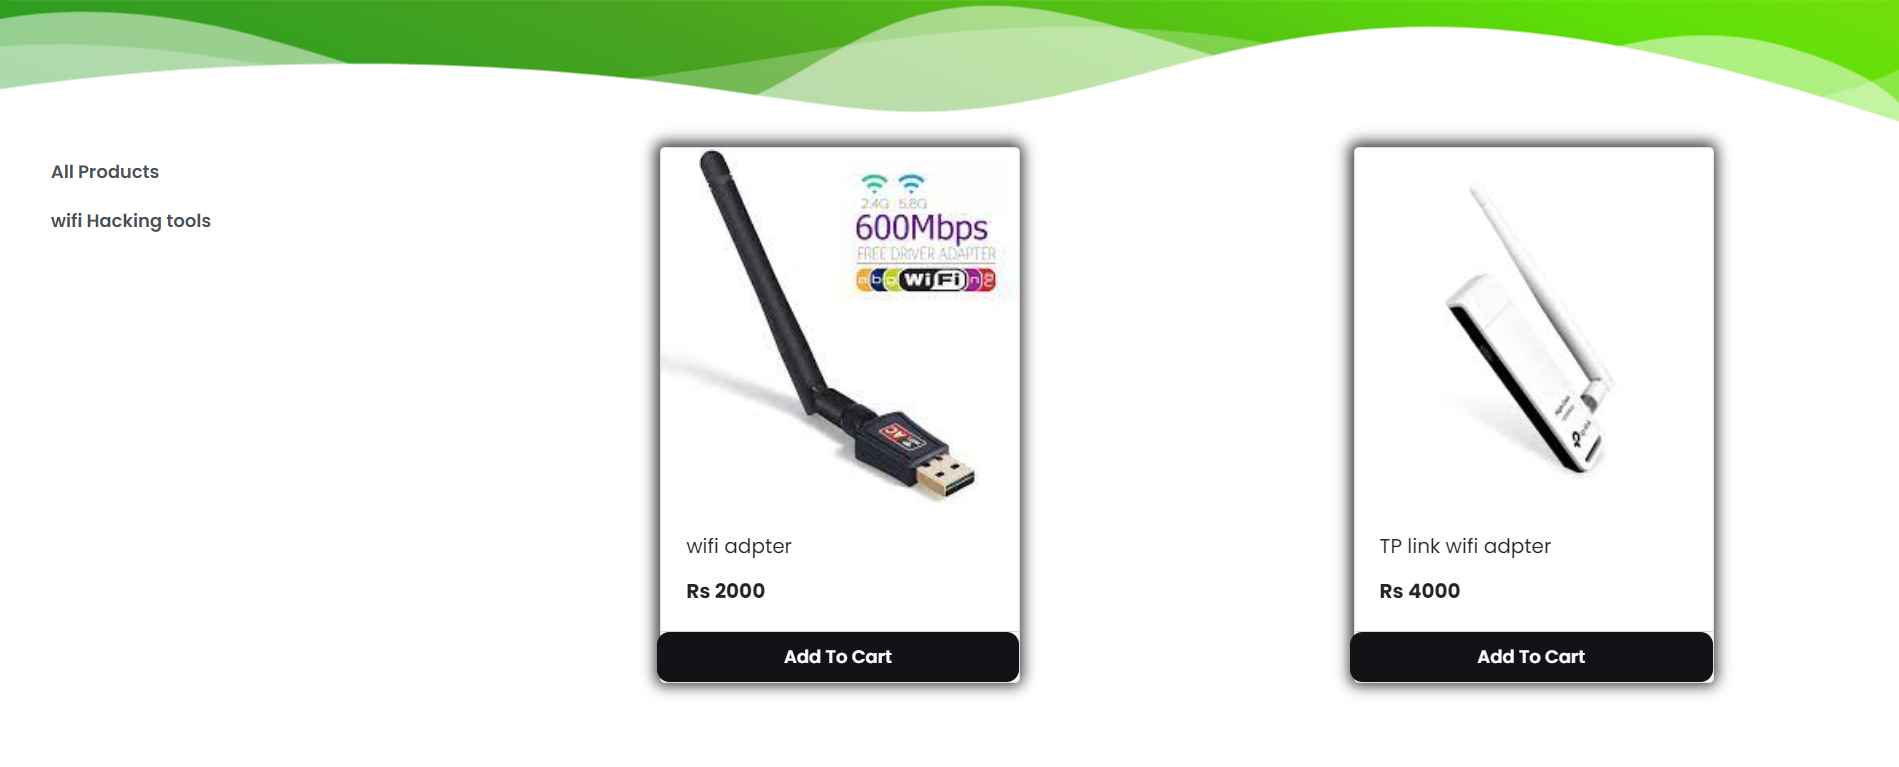 All Products
wifi Hacking tools
2.4G 5.8G
600Mbps
FREE DRIVER ADAPTER
WiFi
AC
wifi adpter
Rs 2000
Add To Cart
TP link wifi adpter
Rs 4000
Add To Cart